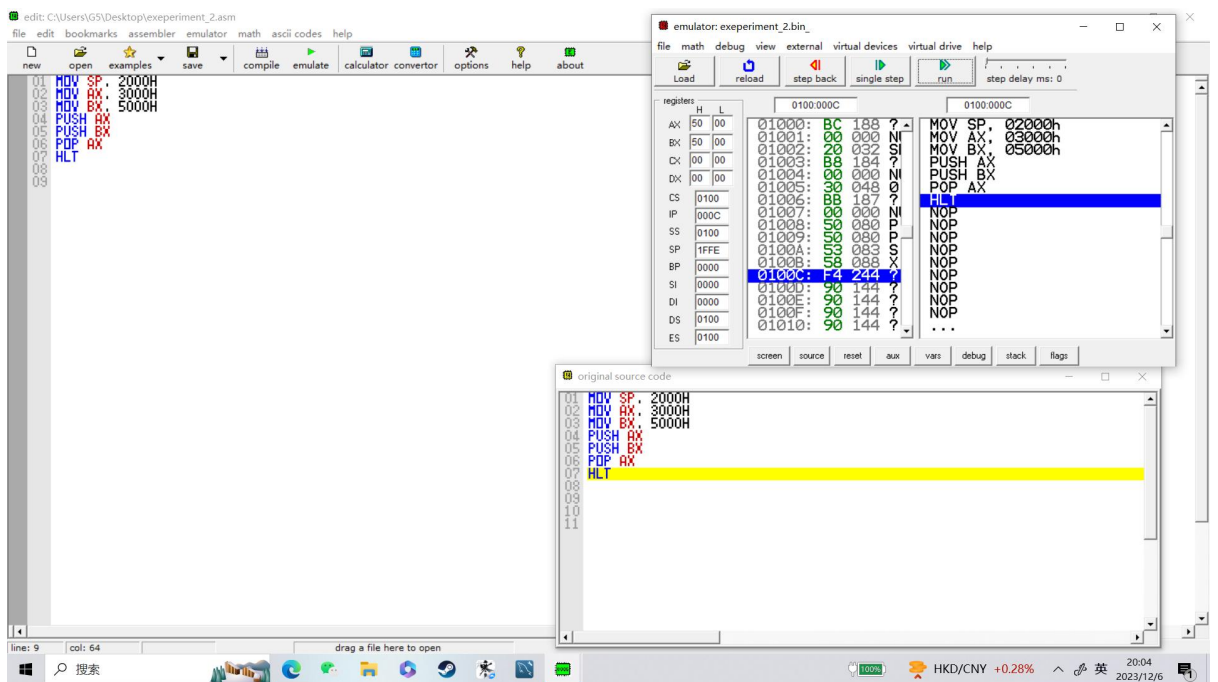 edit: C:\Users\G5\Desktop\exeperiment_2.asm
file edit bookmarks assembler emulator math ascii codes help
new open examples save compile emulate calculator convertor options help about
01 MOV SP, 2000H
02 MOV AX, 3000H
03 MOV BX, 5000H
04 PUSH AX
05 PUSH BX
06 POP AX
07 HLT
08
09
line: 9 col: 64 drag a file here to open
emulator: exeperiment_2.bin_
file math debug view external virtual devices virtual drive help
Load reload step back single step run step delay ms: 0
registers
H L
AX 50 00
BX 50 00
CX 00 00
DX 00 00
CS 0100
IP 000C
SS 0100
SP 1FFE
BP 0000
SI 0000
DI 0000
DS 0100
ES 0100
0100:000C
01000: BC 188 ?
01001: 00 000 NU
01002: 20 032 SP
01003: B8 184 ?
01004: 00 000 NU
01005: 30 048 0
01006: BB 187 ?
01007: 00 000 NU
01008: 50 080 P
01009: 50 080 P
0100A: 53 083 S
0100B: 58 088 X
0100C: F4 244 ?
0100D: 90 144 ?
0100E: 90 144 ?
0100F: 90 144 ?
01010: 90 144 ?
0100:000C
MOV SP, 02000h
MOV AX, 03000h
MOV BX, 05000h
PUSH AX
PUSH BX
POP AX
HLT
NOP
NOP
NOP
NOP
NOP
NOP
NOP
NOP
NOP
...
screen source reset aux vars debug stack flags
original source code
01 MOV SP, 2000H
02 MOV AX, 3000H
03 MOV BX, 5000H
04 PUSH AX
05 PUSH BX
06 POP AX
07 HLT
08
09
10
11
搜索
100%
HKD/CNY +0.28%
英
20:04
2023/12/6
1